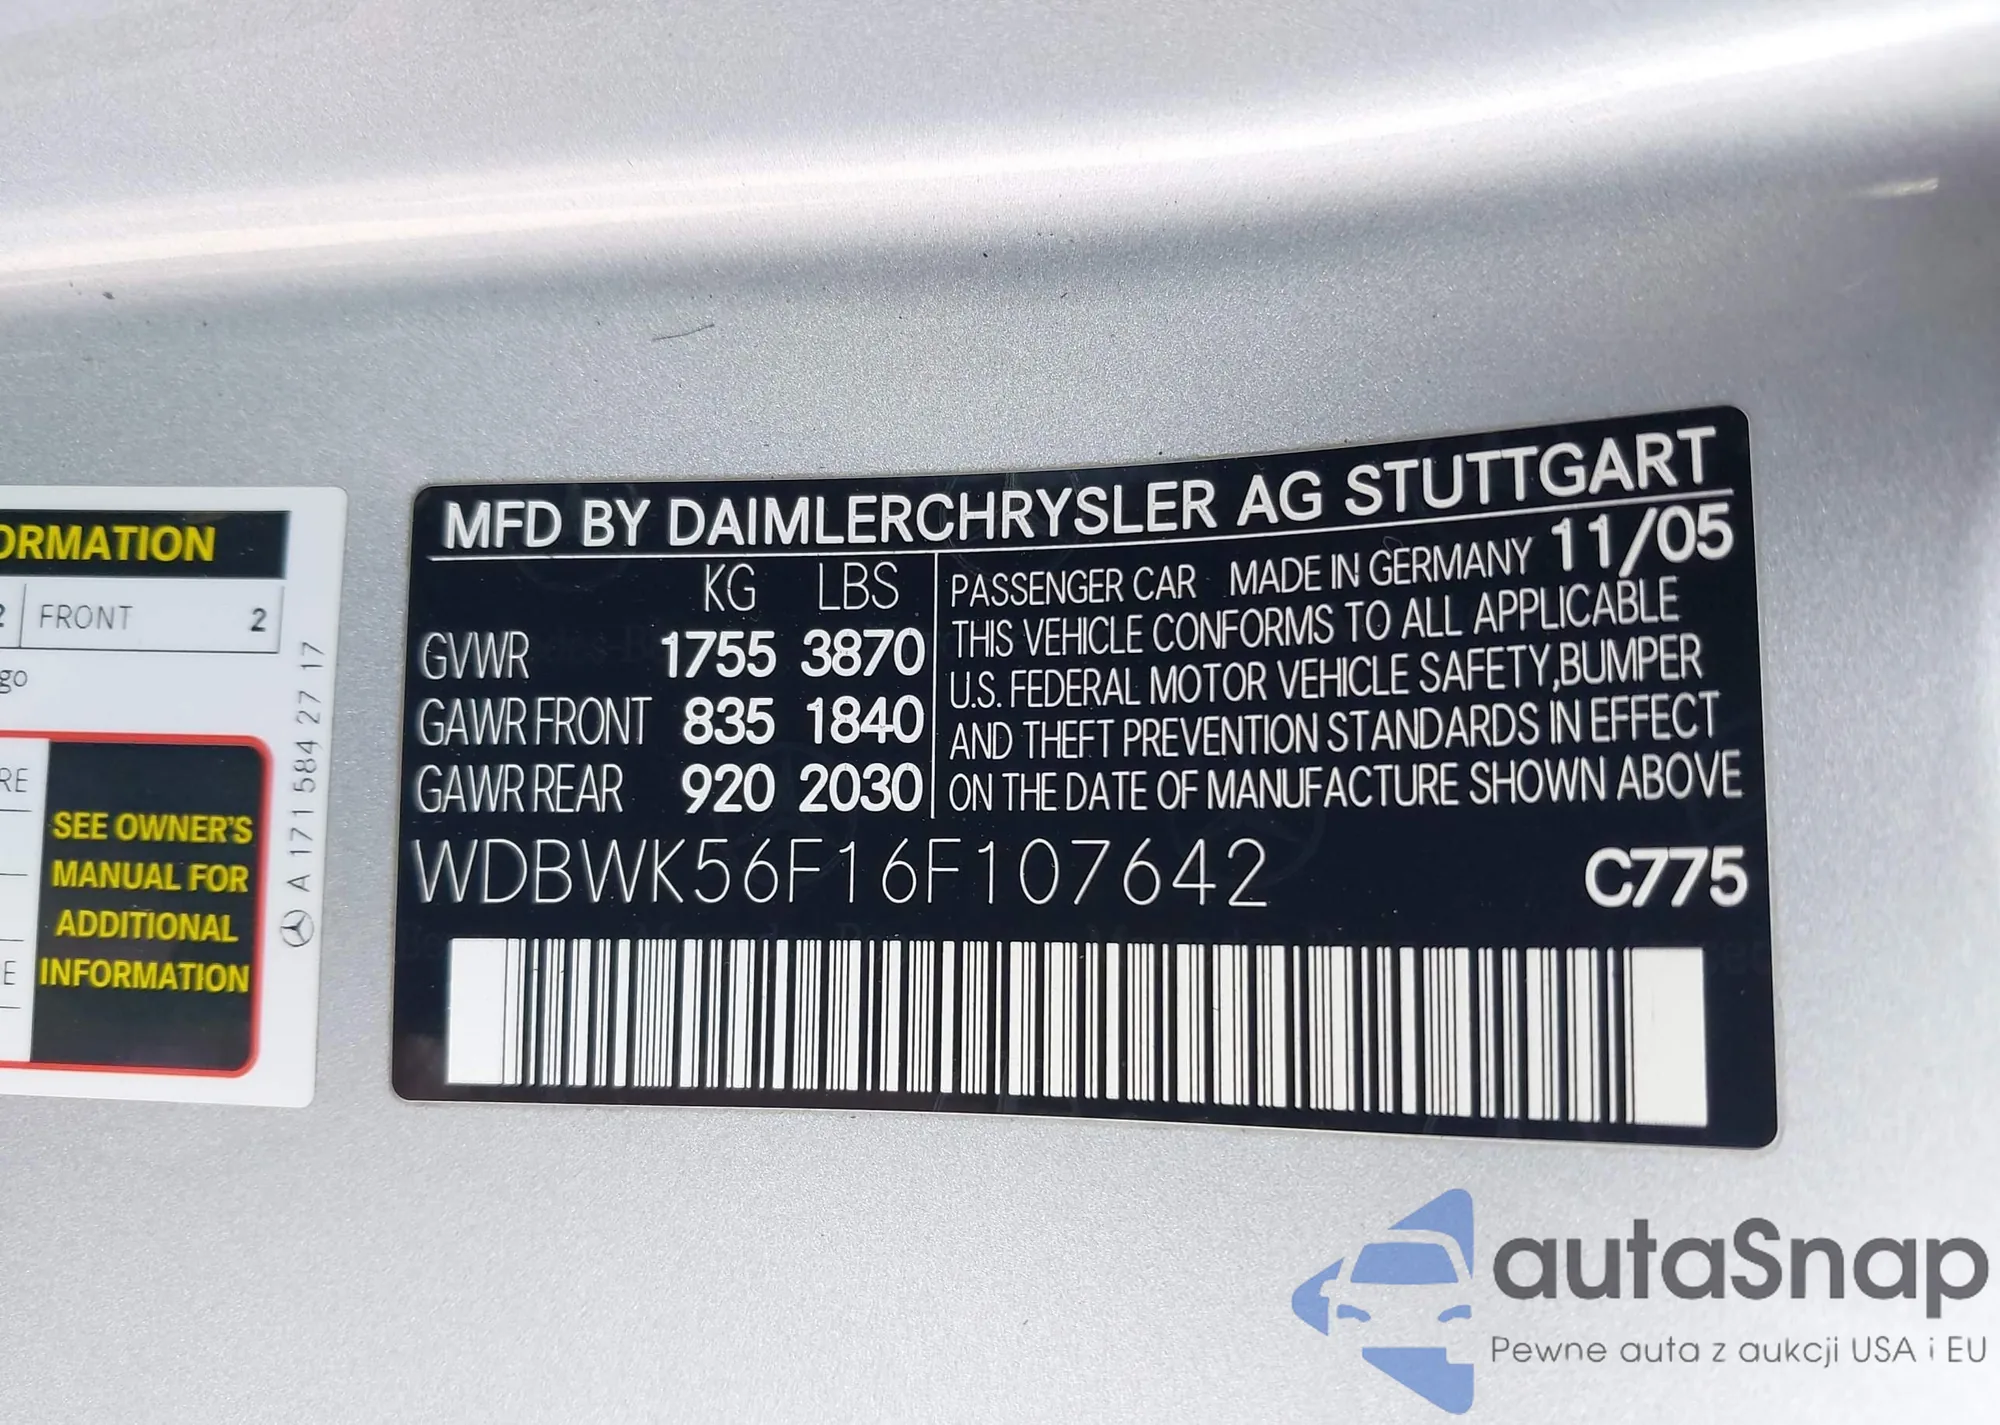 ORMATION
2 FRONT 2
go
RE
E
SEE OWNER'S
MANUAL FOR
ADDITIONAL
INFORMATION
A 171 584 27 17
MFD BY DAIMLERCHRYSLER AG STUTTGART
KG LBS
GVWR 1755 3870
GAWR FRONT 835 1840
GAWR REAR 920 2030
PASSENGER CAR MADE IN GERMANY 11/05
THIS VEHICLE CONFORMS TO ALL APPLICABLE
U.S. FEDERAL MOTOR VEHICLE SAFETY,BUMPER
AND THEFT PREVENTION STANDARDS IN EFFECT
ON THE DATE OF MANUFACTURE SHOWN ABOVE
WDBWK56F16F107642 C775
autaSnap
Pewne auta z aukcji USA i EU